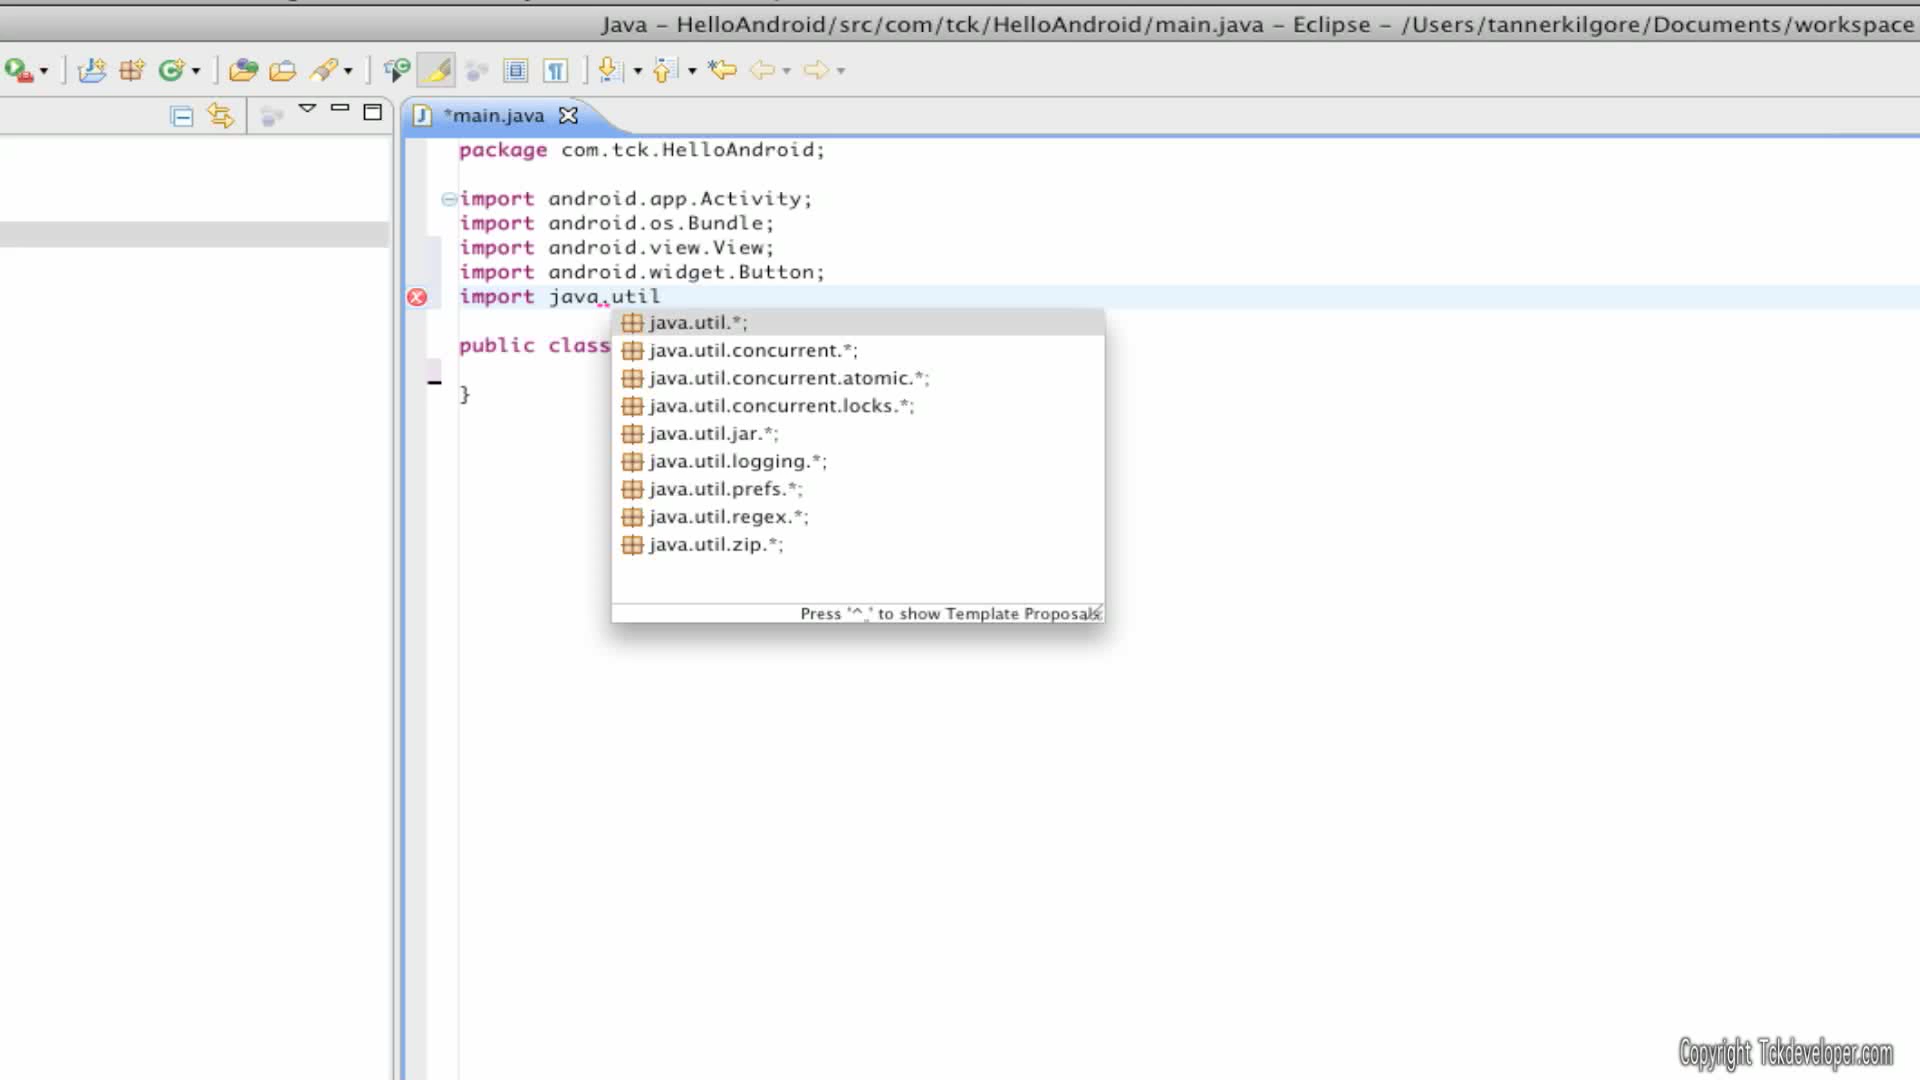 Java – HelloAndroid/src/com/tck/HelloAndroid/main.java – Eclipse – /Users/tannerkilgore/Documents/workspace
*main.java
package com.tck.HelloAndroid;
import android.app.Activity;
import android.os.Bundle;
import android.view.View;
import android.widget.Button;
import java.util
java.util.*;
public class
java.util.concurrent.*;
java.util.concurrent.atomic.*;
}
java.util.concurrent.locks.*;
java.util.jar.*;
java.util.logging.*;
java.util.prefs.*;
java.util.regex.*;
java.util.zip.*;
Press '^␣' to show Template Proposals
Copyright Tckdeveloper.com